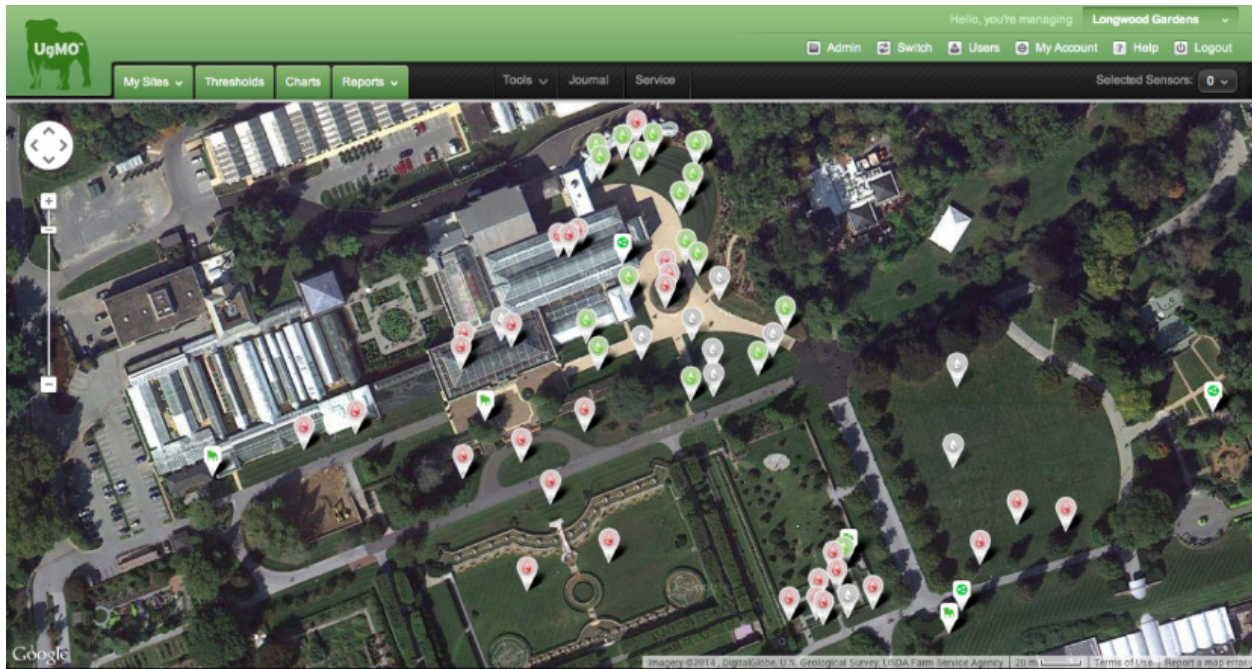 Hello, you're managing Longwood Gardens
UgMO™
Admin Switch Users My Account Help Logout
My Sites Thresholds Charts Reports Tools Journal Service Selected Sensors: 0
Google
Imagery ©2014 , DigitalGlobe, U.S. Geological Survey, USDA Farm Service Agency 20 m Terms of Use Report a map error